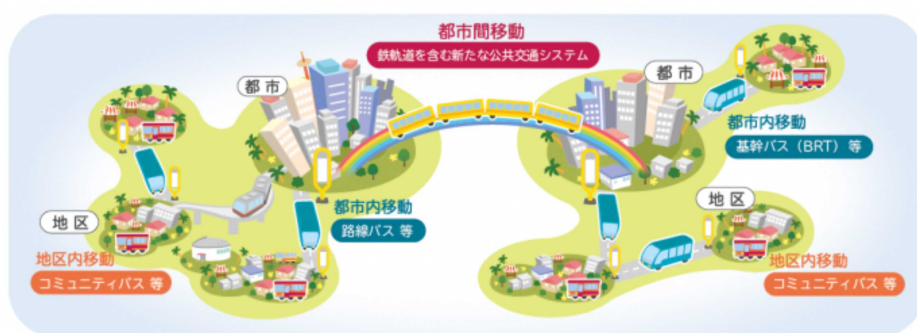 都市間移動
鉄軌道を含む新たな公共交通システム
都市
都市
都市内移動
基幹バス（BRT）等
地区
都市内移動
路線バス 等
地区
地区内移動
コミュニティバス 等
地区内移動
コミュニティバス 等